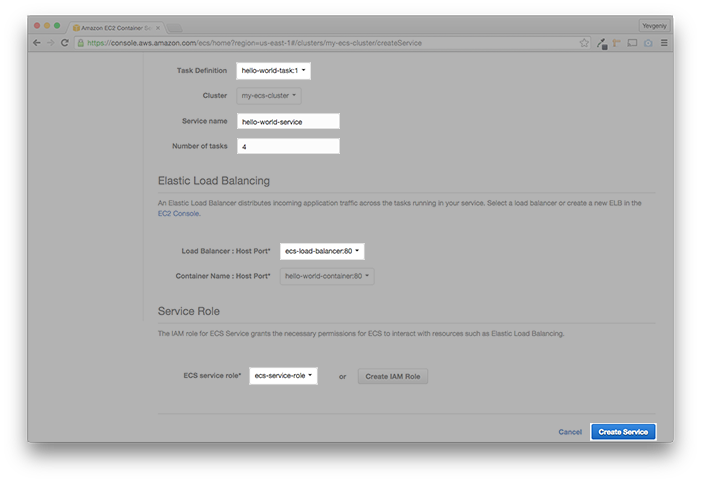 Amazon EC2 Container Se
Yevgeniy
https://console.aws.amazon.com/ecs/home?region=us-east-1#/clusters/my-ecs-cluster/createService
Task Definition hello-world-task:1
Cluster my-ecs-cluster
Service name hello-world-service
Number of tasks 4
Elastic Load Balancing
An Elastic Load Balancer distributes incoming application traffic across the tasks running in your service. Select a load balancer or create a new ELB in the
EC2 Console.
Load Balancer : Host Port* ecs-load-balancer:80
Container Name : Host Port* hello-world-container:80
Service Role
The IAM role for ECS Service grants the necessary permissions for ECS to interact with resources such as Elastic Load Balancing.
ECS service role* ecs-service-role or Create IAM Role
Cancel Create Service